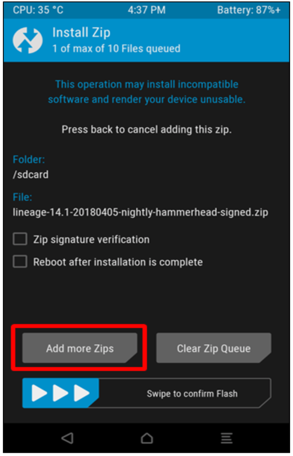 CPU: 35 °C 4:37 PM Battery: 87%+
Install Zip
1 of max of 10 Files queued
This operation may install incompatible
software and render your device unusable.
Press back to cancel adding this zip.
Folder:
/sdcard
File:
lineage-14.1-20180405-nightly-hammerhead-signed.zip
Zip signature verification
Reboot after installation is complete
Add more Zips Clear Zip Queue
Swipe to confirm Flash